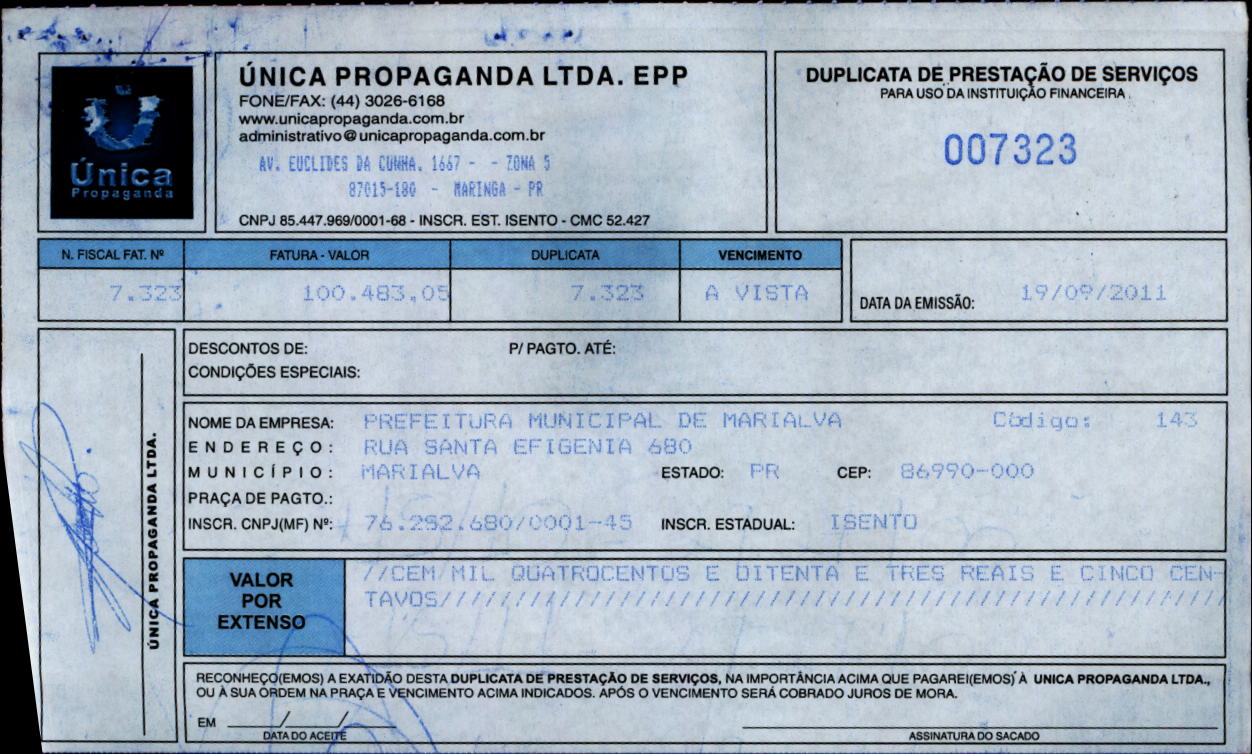 Única
Propaganda
ÚNICA PROPAGANDA LTDA. EPP
FONE/FAX: (44) 3026-6168
www.unicapropaganda.com.br
administrativo@unicapropaganda.com.br
AV. EUCLIDES DA CUNHA, 1667 - - ZONA 5
87015-180 - MARINGA - PR
CNPJ 85.447.969/0001-68 - INSCR. EST. ISENTO - CMC 52.427
DUPLICATA DE PRESTAÇÃO DE SERVIÇOS
PARA USO DA INSTITUIÇÃO FINANCEIRA
007323
N. FISCAL FAT. Nº FATURA - VALOR DUPLICATA VENCIMENTO
7.323 100.483,05 7.323 A VISTA
DATA DA EMISSÃO: 19/09/2011
DESCONTOS DE: P/ PAGTO. ATÉ:
CONDIÇÕES ESPECIAIS:
NOME DA EMPRESA: PREFEITURA MUNICIPAL DE MARIALVA Código: 143
ENDEREÇO: RUA SANTA EFIGENIA 680
MUNICÍPIO: MARIALVA ESTADO: PR CEP: 86990-000
PRAÇA DE PAGTO.:
INSCR. CNPJ(MF) Nº: 76.282.680/0001-45 INSCR. ESTADUAL: ISENTO
ÚNICA PROPAGANDA LTDA.
VALOR
POR
EXTENSO
//CEM/MIL QUATROCENTOS E OITENTA E TRES REAIS E CINCO CEN-
TAVOS//////////////////////////////////////////////
RECONHEÇO(EMOS) A EXATIDÃO DESTA DUPLICATA DE PRESTAÇÃO DE SERVIÇOS, NA IMPORTÂNCIA ACIMA QUE PAGAREI(EMOS) À ÚNICA PROPAGANDA LTDA.,
OU À SUA ORDEM NA PRAÇA E VENCIMENTO ACIMA INDICADOS. APÓS O VENCIMENTO SERÁ COBRADO JUROS DE MORA.
EM ____/____/____
DATA DO ACEITE ASSINATURA DO SACADO